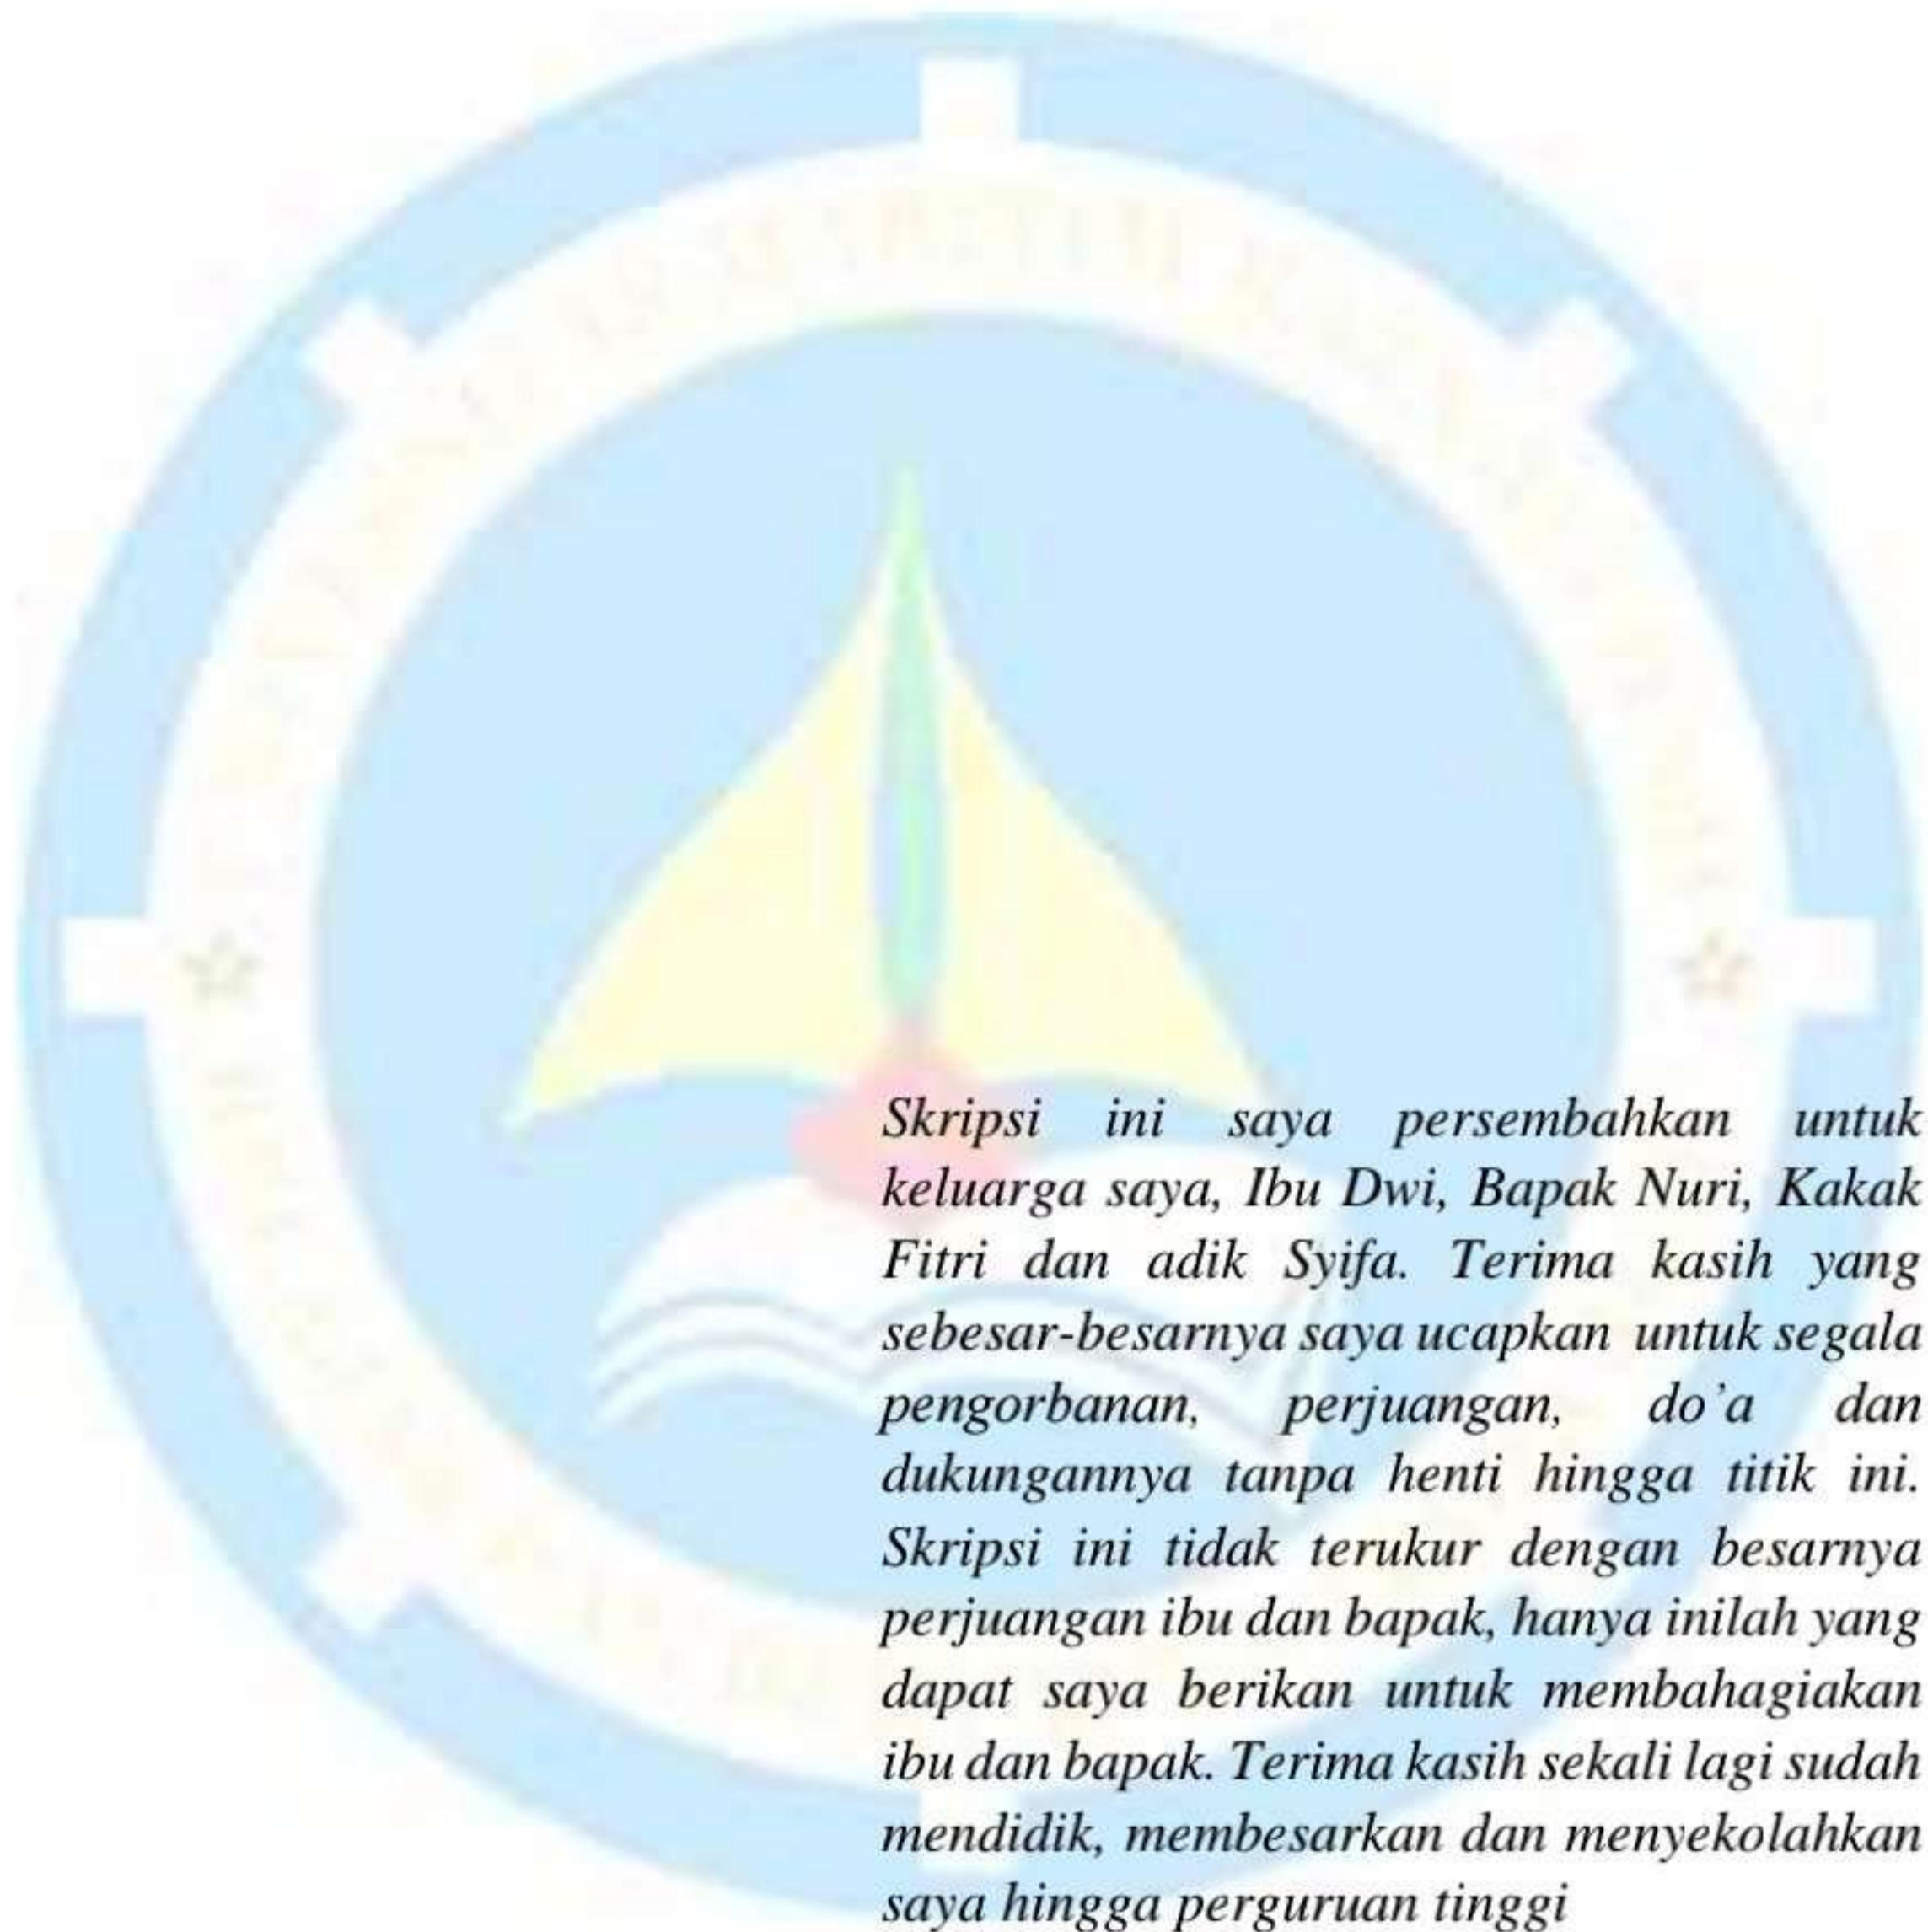 Skripsi ini saya persembahkan untuk
keluarga saya, Ibu Dwi, Bapak Nuri, Kakak
Fitri dan adik Syifa. Terima kasih yang
sebesar-besarnya saya ucapkan untuk segala
pengorbanan, perjuangan, do’a dan
dukungannya tanpa henti hingga titik ini.
Skripsi ini tidak terukur dengan besarnya
perjuangan ibu dan bapak, hanya inilah yang
dapat saya berikan untuk membahagiakan
ibu dan bapak. Terima kasih sekali lagi sudah
mendidik, membesarkan dan menyekolahkan
saya hingga perguruan tinggi